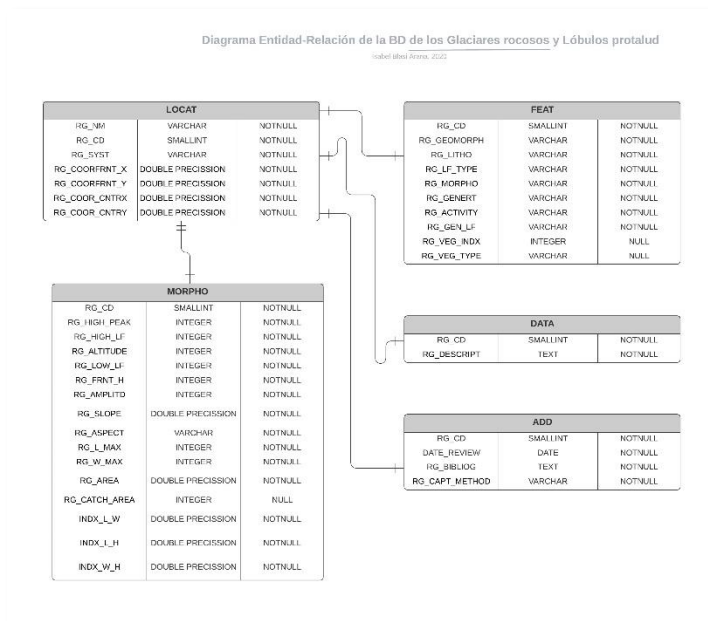 Diagrama Entidad-Relación de la BD de los Glaciares rocosos y Lóbulos protalud
2021
LOCAT
RG_NM VARCHAR NOTNULL
RG_CD SMALLINT NOTNULL
RG_SYST VARCHAR NOTNULL
RG_COORFRNT_X DOUBLE PRECISSION NOTNULL
RG_COORFRNT_Y DOUBLE PRECISSION NOTNULL
RG_COOR_CNTRX DOUBLE PRECISSION NOTNULL
RG_COOR_CNTRY DOUBLE PRECISSION NOTNULL
MORPHO
RG_CD SMALLINT NOTNULL
RG_HIGH_PEAK INTEGER NOTNULL
RG_HIGH_LF INTEGER NOTNULL
RG_ALTITUDE INTEGER NOTNULL
RG_LOW_LF INTEGER NOTNULL
RG_FRNT_H INTEGER NOTNULL
RG_AMPLITD INTEGER NOTNULL
RG_SLOPE DOUBLE PRECISSION NOTNULL
RG_ASPECT VARCHAR NOTNULL
RG_L_MAX INTEGER NOTNULL
RG_W_MAX INTEGER NOTNULL
RG_AREA DOUBLE PRECISSION NOTNULL
RG_CATCH_AREA INTEGER NULL
INDX_L_W DOUBLE PRECISSION NOTNULL
INDX_L_H DOUBLE PRECISSION NOTNULL
INDX_W_H DOUBLE PRECISSION NOTNULL
FEAT
RG_CD SMALLINT NOTNULL
RG_GEOMORPH VARCHAR NOTNULL
RG_LITHO VARCHAR NOTNULL
RG_LF_TYPE VARCHAR NOTNULL
RG_MORPHO VARCHAR NOTNULL
RG_GENERT VARCHAR NOTNULL
RG_ACTIVITY VARCHAR NOTNULL
RG_GEN_LF VARCHAR NOTNULL
RG_VEG_INDX INTEGER NULL
RG_VEG_TYPE VARCHAR NULL
DATA
RG_CD SMALLINT NOTNULL
RG_DESCRIPT TEXT NOTNULL
ADD
RG_CD SMALLINT NOTNULL
DATE_REVIEW DATE NOTNULL
RG_BIBLIOG TEXT NOTNULL
RG_CAPT_METHOD VARCHAR NOTNULL